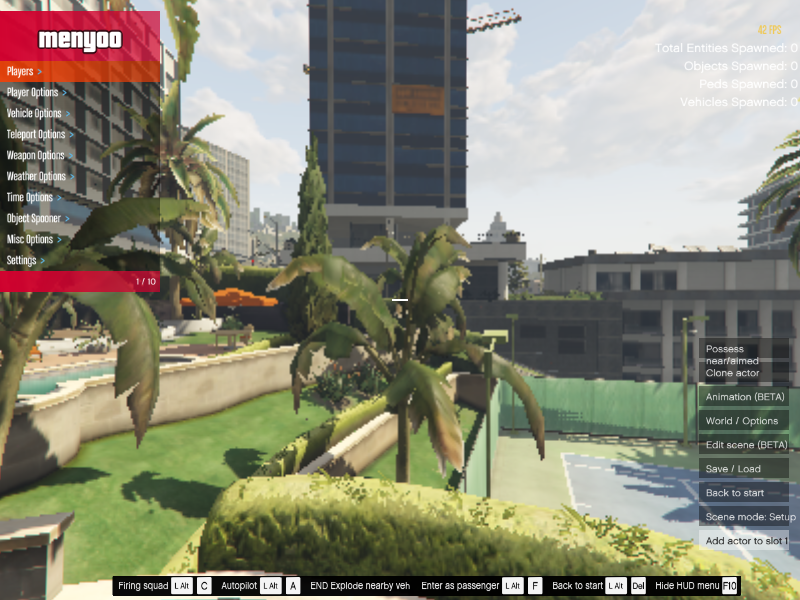 menyoo
Players >
Player Options >
Vehicle Options >
Teleport Options >
Weapon Options
Weather Options >
Time Options >
Object Spooner >
Misc Options >
Settings >
1 / 10
42 FPS
Total Entities Spawned: 0
Objects Spawned: 0
Peds Spawned: 0
Vehicles Spawned: 0
Possess
near/aimed
Clone actor
Animation (BETA)
World / Options
Edit scene (BETA)
Save / Load
Back to start
Scene mode: Setup
Add actor to slot 1
Firing squad L Alt C Autopilot L Alt A END Explode nearby veh Enter as passenger L Alt F Back to start L Alt Del Hide HUD menu F10